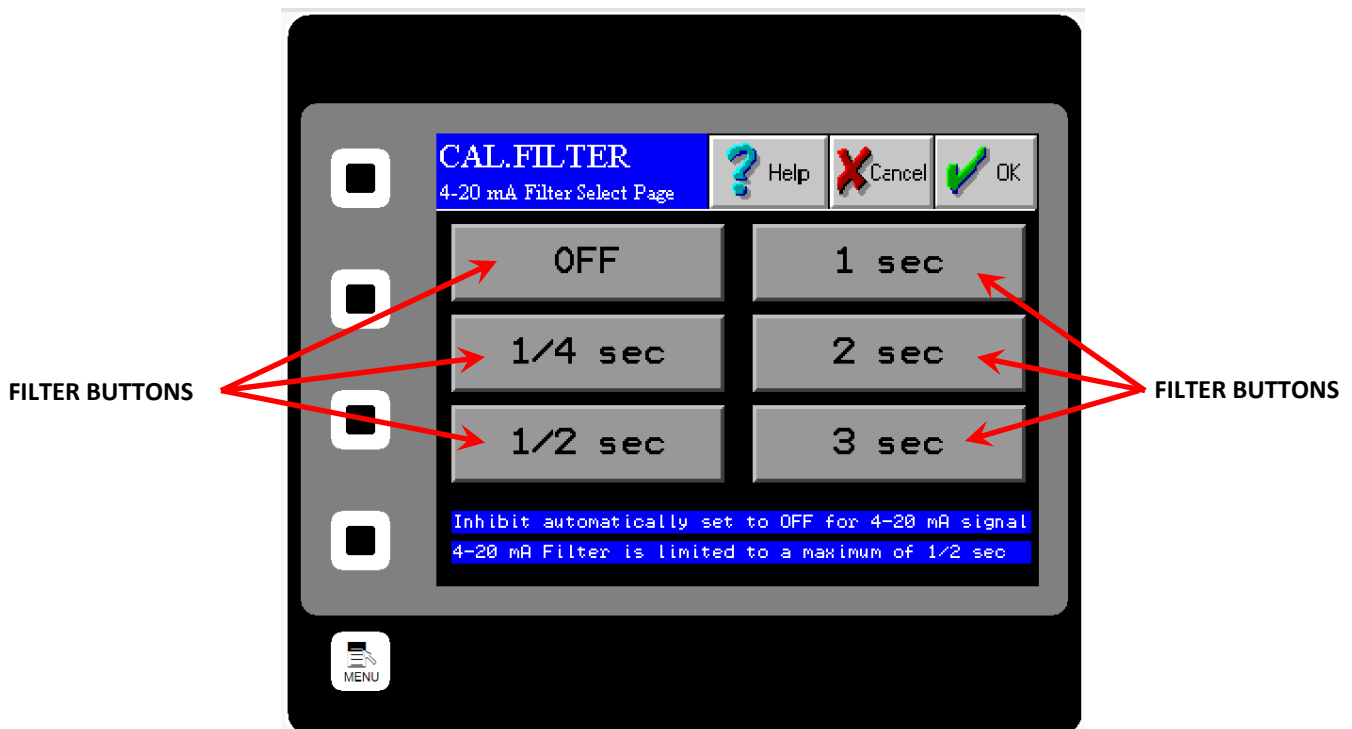 CAL.FILTER
4-20 mA Filter Select Page
Help
Cancel
OK
OFF
1 sec
1/4 sec
2 sec
FILTER BUTTONS
FILTER BUTTONS
1/2 sec
3 sec
Inhibit automatically set to OFF for 4-20 mA signal
4-20 mA Filter is limited to a maximum of 1/2 sec
MENU